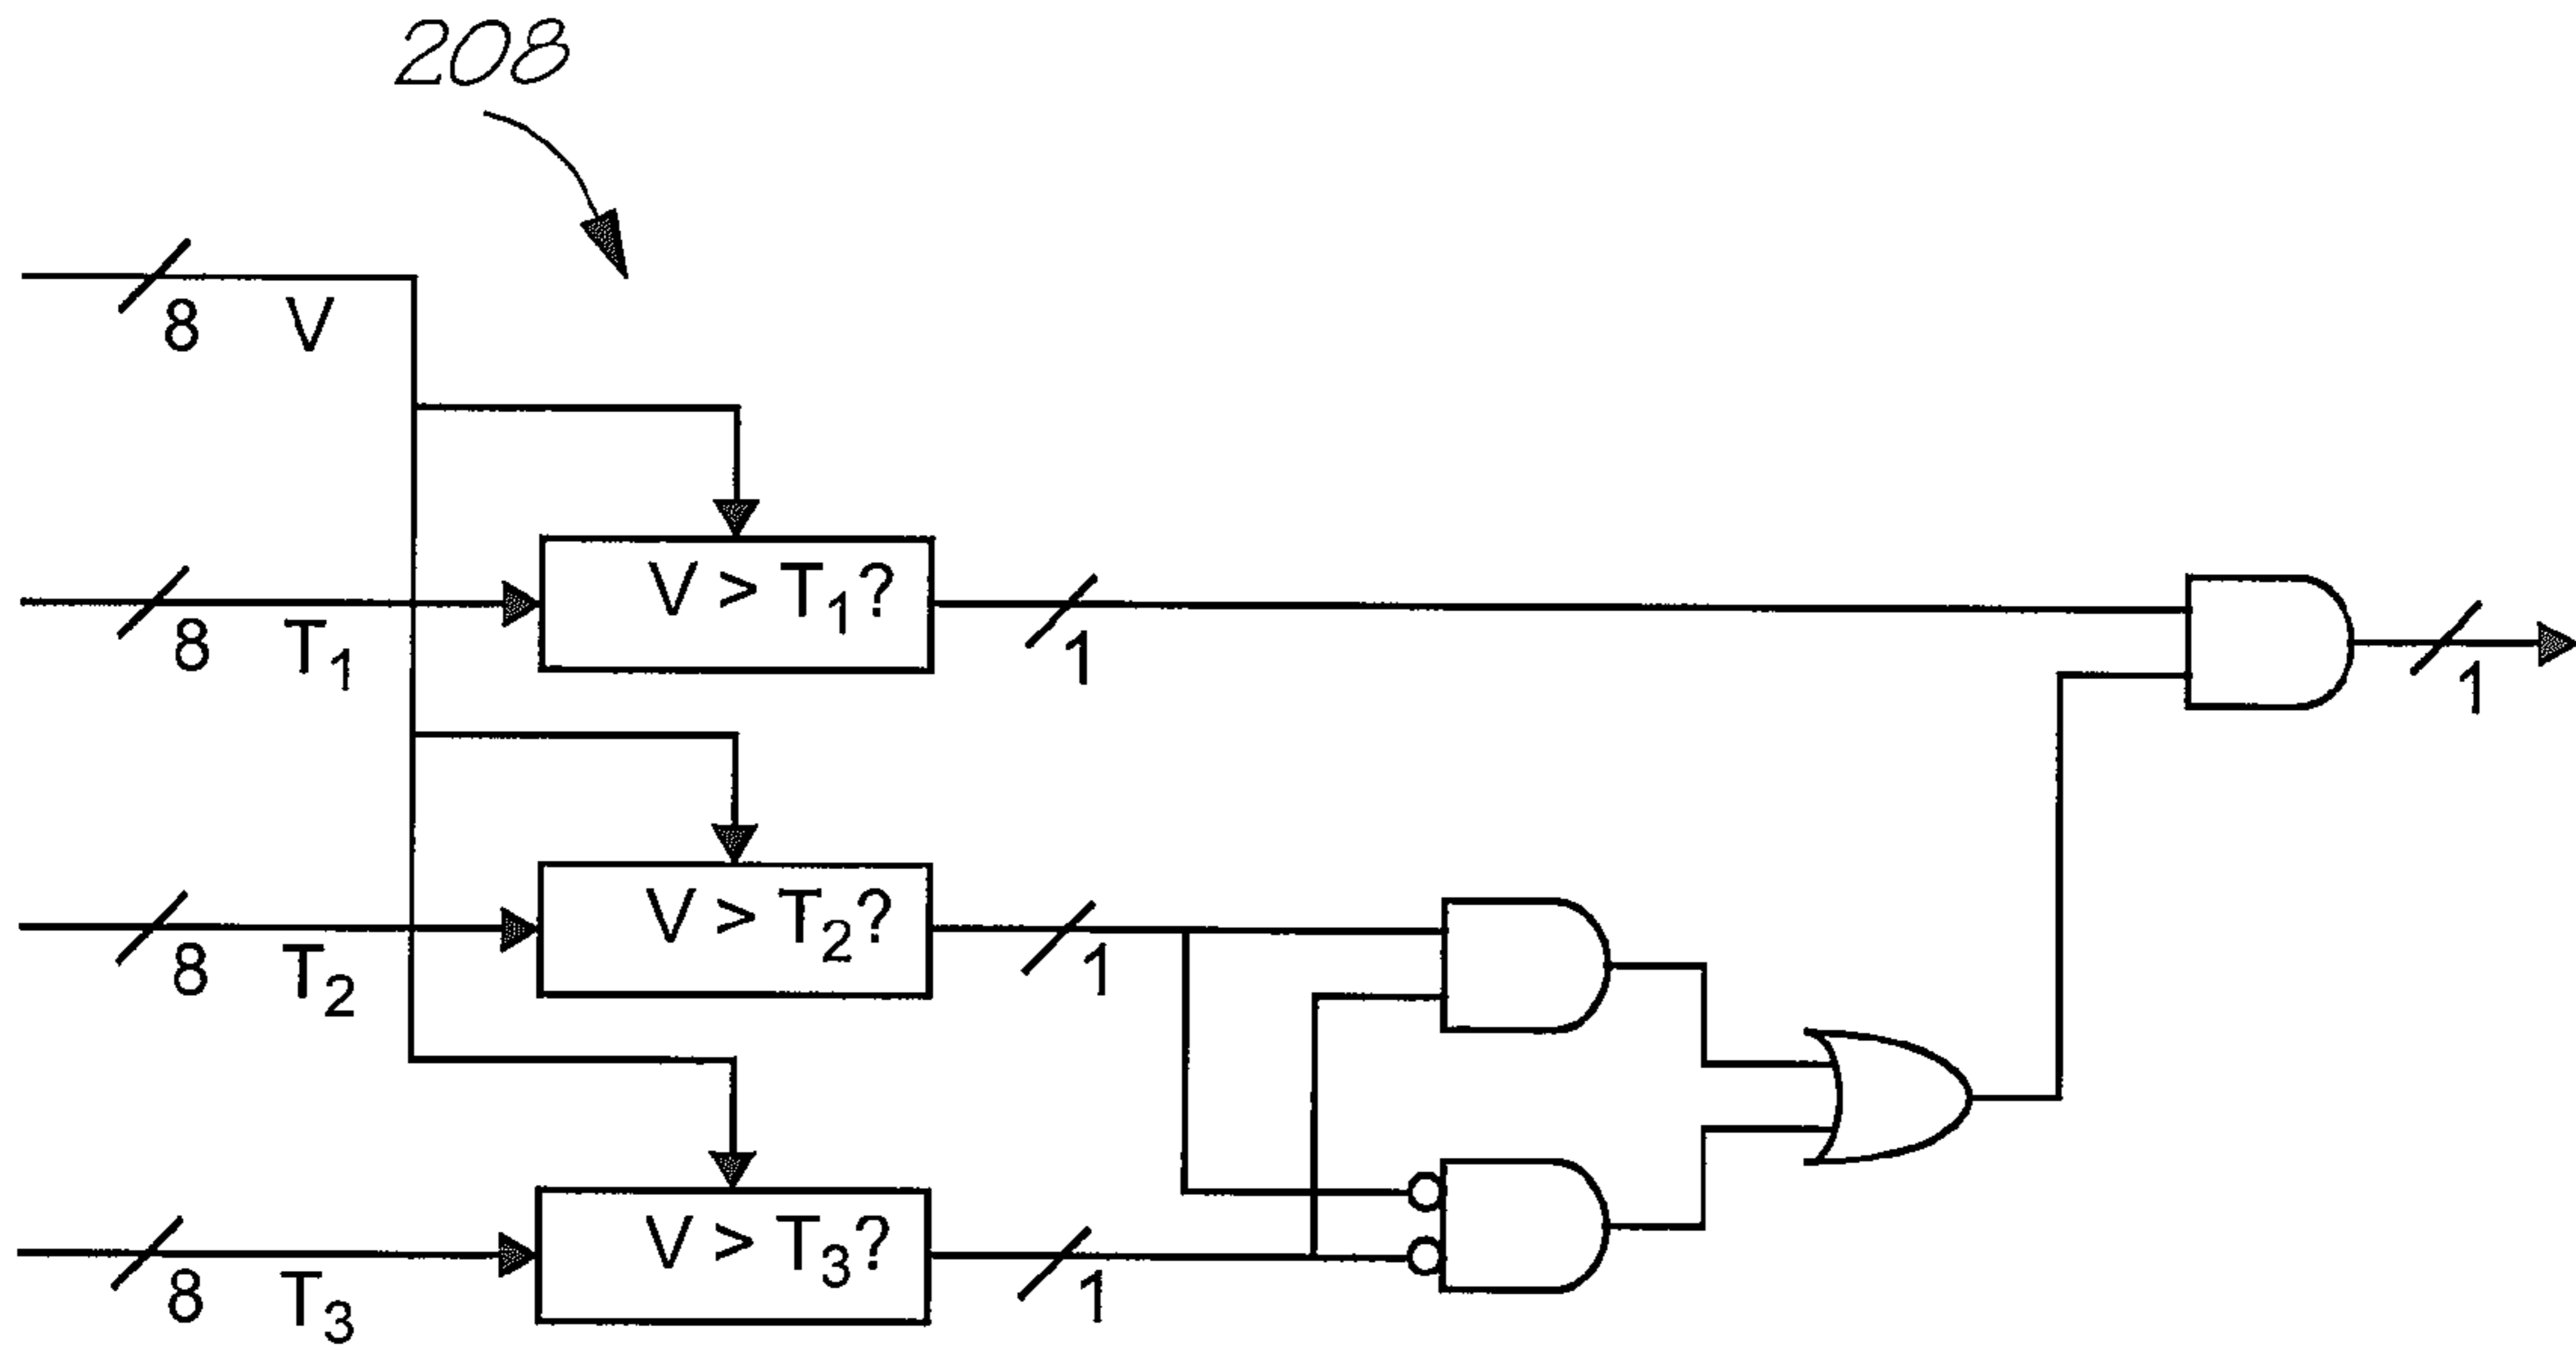 208
8 V
V > T₁?
8 T₁ 1
1
V > T₂?
8 T₂ 1
V > T₃?
8 T₃ 1